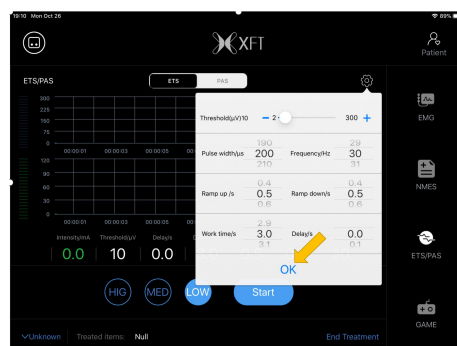 19:10 Mon Oct 26
89%
XFT
Patient
ETS/PAS
ETS
PAS
300
225
150
75
0
00:00:01 00:00:03 00:00:05
120
90
60
30
0
00:00:01 00:00:03 00:00:05
Intensity/mA Threshold/μV Delay/s
0.0 10 0.0
HIG MED LOW Start
Unknown Treated items: Null End Treatment
Threshold(μV)10 2 300
190 29
Pulse width/μs 200 Frequency/Hz 30
210 31
0.4 0.4
Ramp up /s 0.5 Ramp down/s 0.5
0.6 0.6
2.9
Work time/s 3.0 Delay/s 0.0
3.1 0.1
OK
EMG
NMES
ETS/PAS
GAME